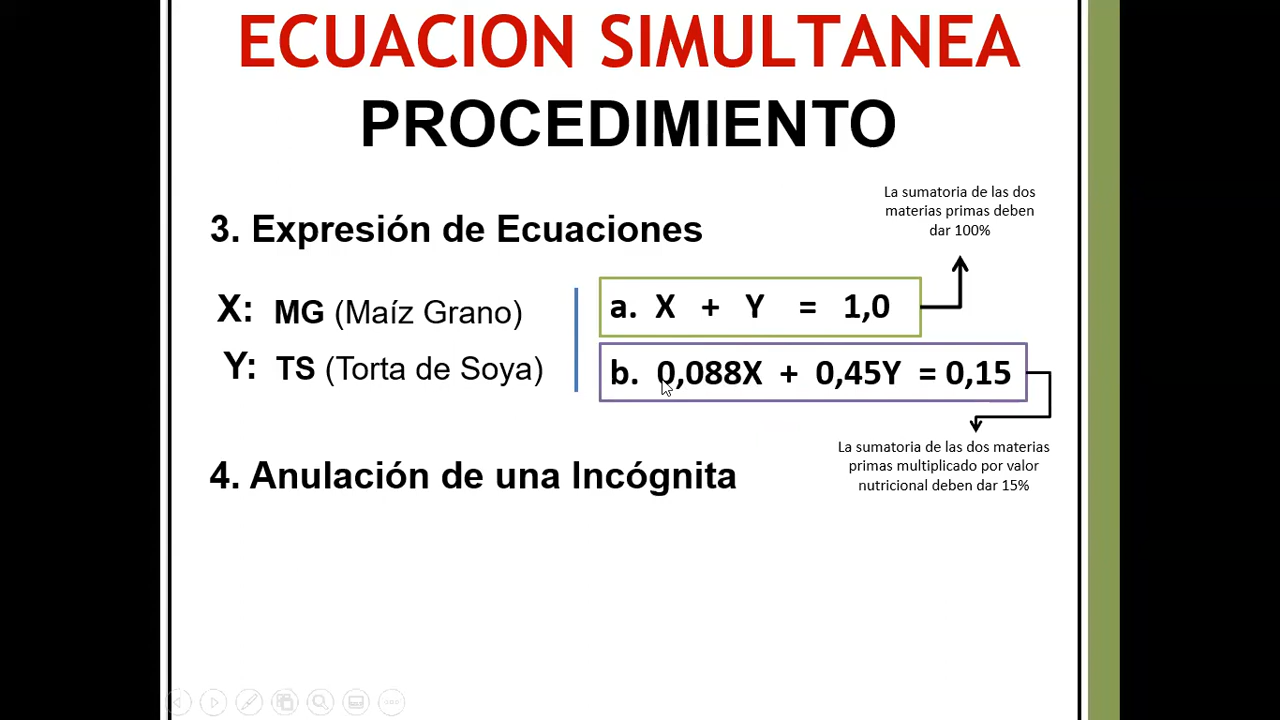 ECUACION SIMULTANEA
PROCEDIMIENTO
La sumatoria de las dos
materias primas deben
dar 100%
3. Expresión de Ecuaciones
X: MG (Maíz Grano)
a. X + Y = 1,0
Y: TS (Torta de Soya)
b. 0,088X + 0,45Y = 0,15
La sumatoria de las dos materias
primas multiplicado por valor
nutricional deben dar 15%
4. Anulación de una Incógnita